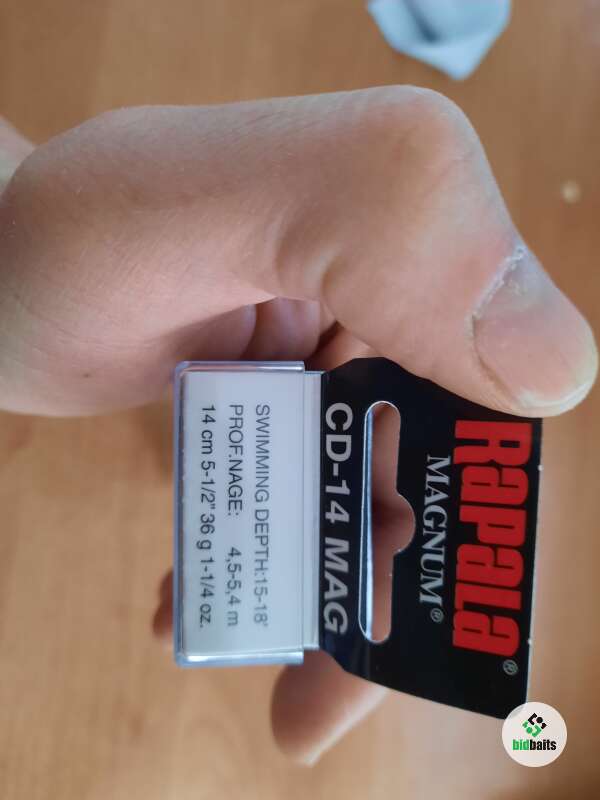 RAPALA®
MAGNUM®
CD-14 MAG
SWIMMING DEPTH:15-18'
PROF.NAGE: 4,5-5,4 m
14 cm 5-1/2" 36 g 1-1/4 oz.
bidbaits